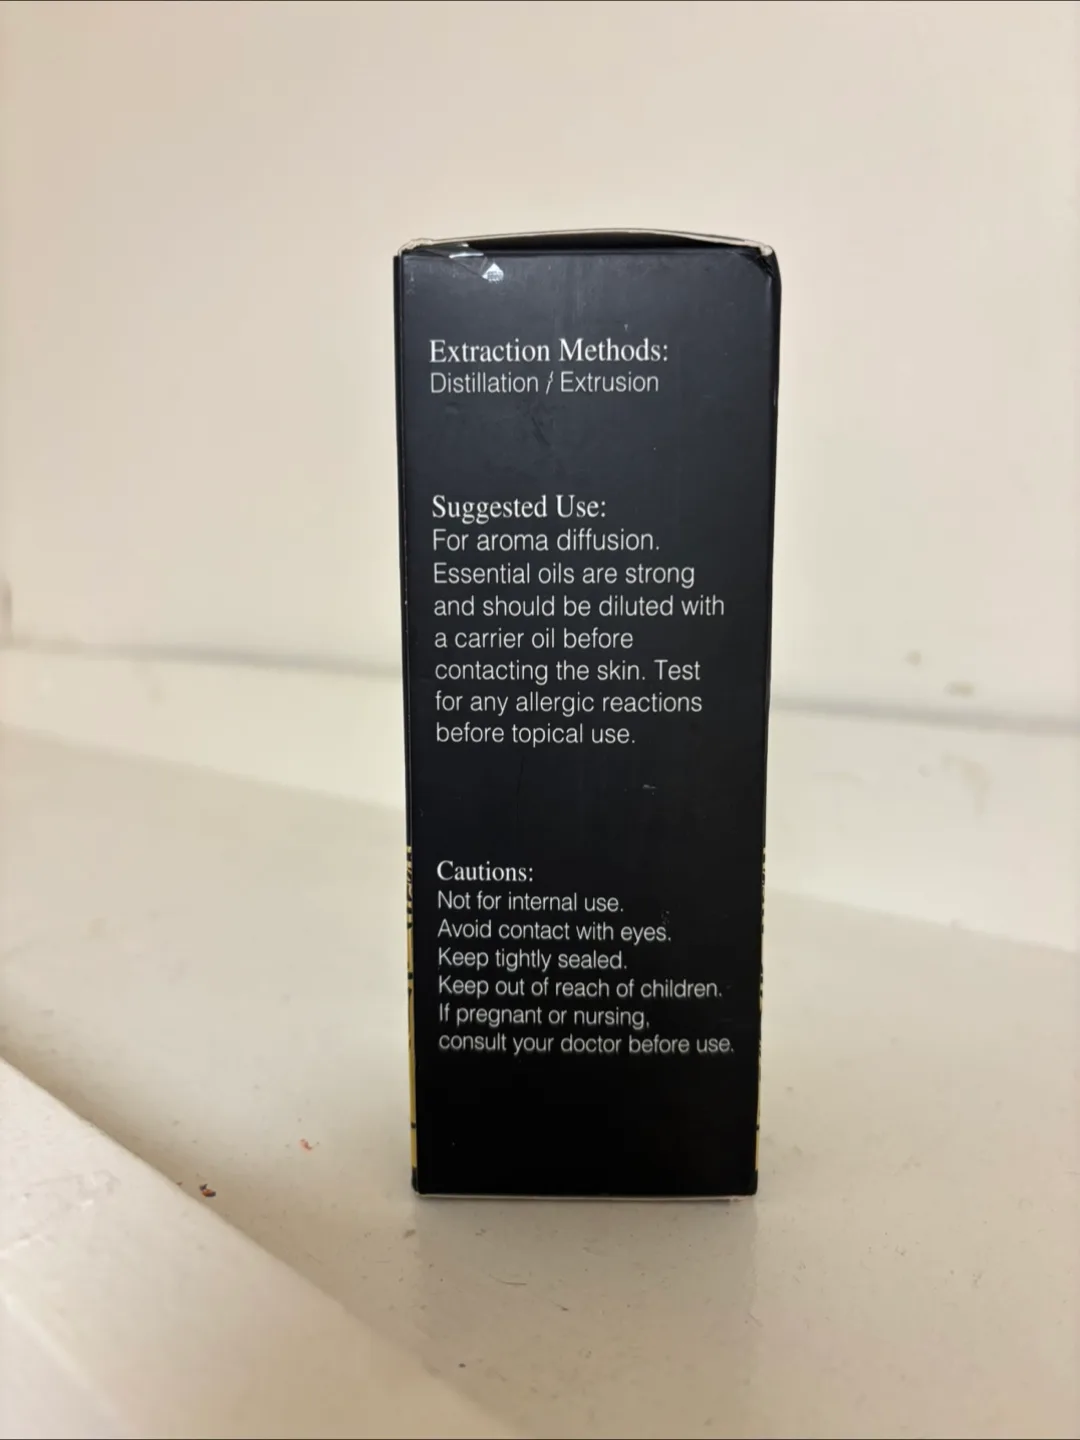 Extraction Methods:
Distillation / Extrusion
Suggested Use:
For aroma diffusion.
Essential oils are strong
and should be diluted with
a carrier oil before
contacting the skin. Test
for any allergic reactions
before topical use.
Cautions:
Not for internal use.
Avoid contact with eyes.
Keep tightly sealed.
Keep out of reach of children.
If pregnant or nursing,
consult your doctor before use.